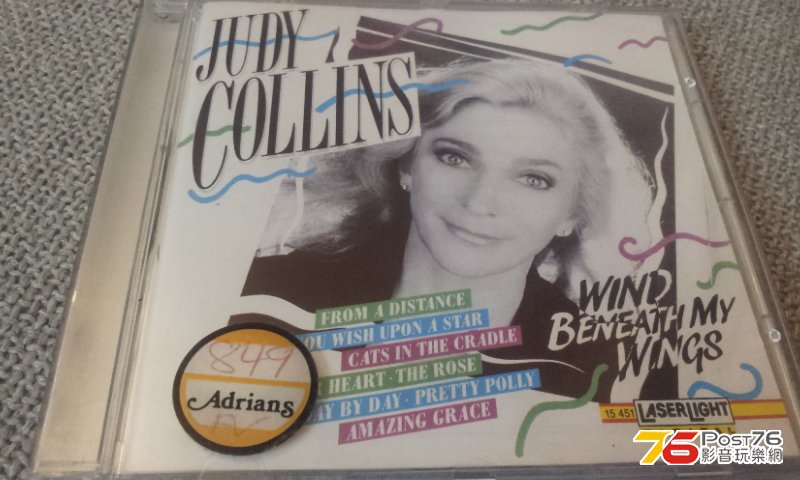 JUDY
COLLINS
FROM A DISTANCE
YOU WISH UPON A STAR
CATS IN THE CRADLE
HEART · THE ROSE
DAY BY DAY · PRETTY POLLY
AMAZING GRACE
WIND
BENEATH MY
WINGS
849
Adrians
15 451 LASERLIGHT
76 POST76
影音玩樂網